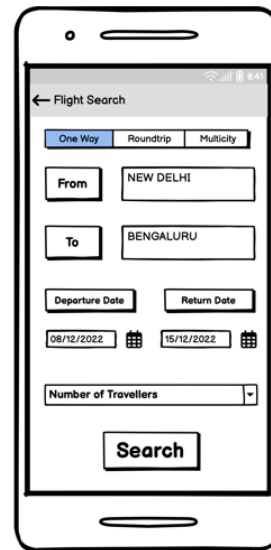 8:41
← Flight Search
One Way Roundtrip Multicity
From NEW DELHI
To BENGALURU
Departure Date Return Date
08/12/2022 15/12/2022
Number of Travellers
Search